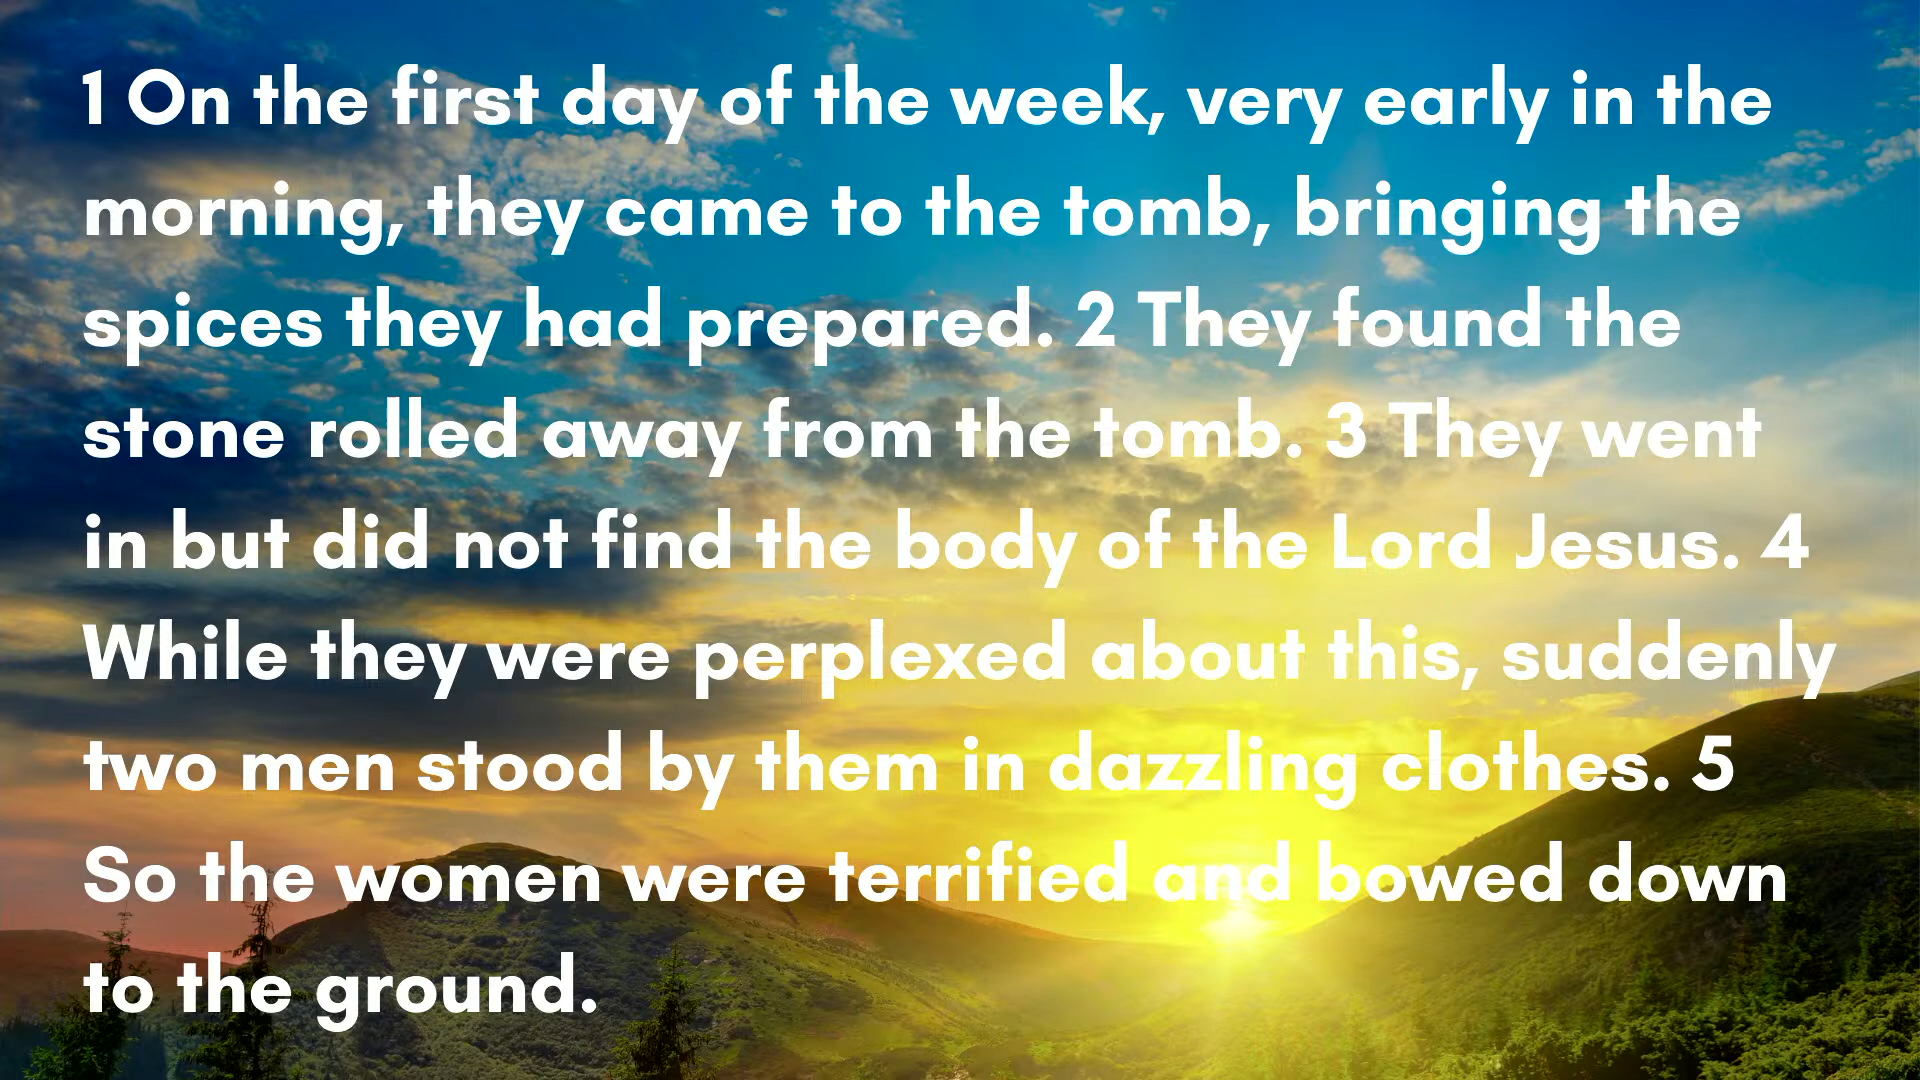 1 On the first day of the week, very early in the
morning, they came to the tomb, bringing the
spices they had prepared. 2 They found the
stone rolled away from the tomb. 3 They went
in but did not find the body of the Lord Jesus. 4
While they were perplexed about this, suddenly
two men stood by them in dazzling clothes. 5
So the women were terrified and bowed down
to the ground.